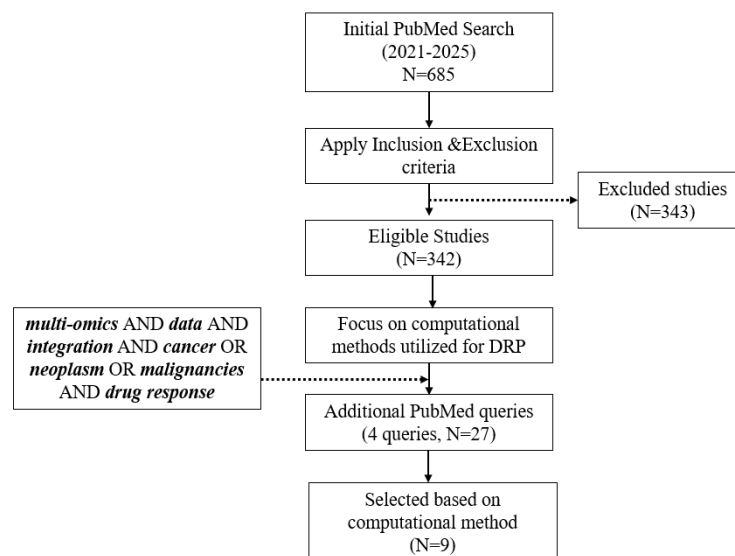 Initial PubMed Search
(2021-2025)
N=685
Apply Inclusion &Exclusion
criteria
Excluded studies
(N=343)
Eligible Studies
(N=342)
multi-omics AND data AND
integration AND cancer OR
neoplasm OR malignancies
AND drug response
Focus on computational
methods utilized for DRP
Additional PubMed queries
(4 queries, N=27)
Selected based on
computational method
(N=9)